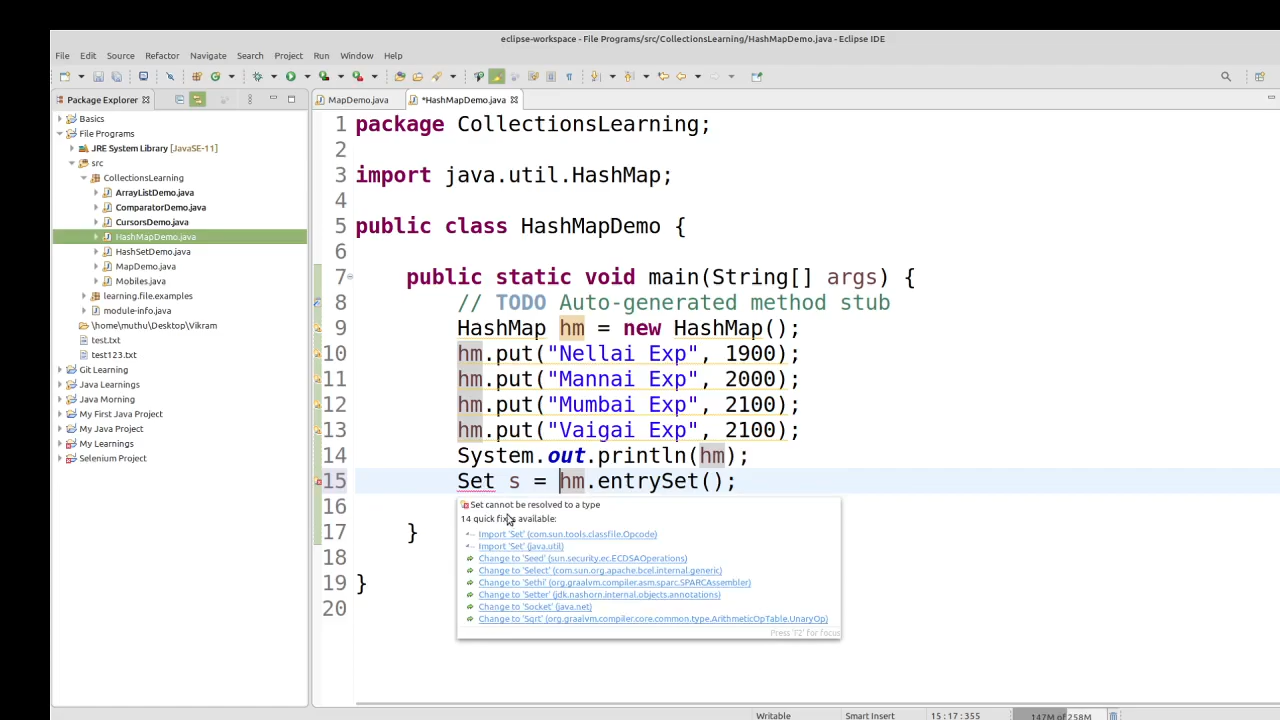 eclipse-workspace - File Programs/src/CollectionsLearning/HashMapDemo.java - Eclipse IDE
File Edit Source Refactor Navigate Search Project Run Window Help
Package Explorer
MapDemo.java
*HashMapDemo.java
Basics
File Programs
JRE System Library [JavaSE-11]
src
CollectionsLearning
ArrayListDemo.java
ComparatorDemo.java
CursorsDemo.java
HashMapDemo.java
HashSetDemo.java
MapDemo.java
Mobiles.java
learning.file.examples
module-info.java
\home\muthu\Desktop\Vikram
test.txt
test123.txt
Git Learning
Java Learnings
Java Morning
My First Java Project
My Java Project
My Learnings
Selenium Project
1 package CollectionsLearning;
2
3 import java.util.HashMap;
4
5 public class HashMapDemo {
6
7 public static void main(String[] args) {
8 // TODO Auto-generated method stub
9 HashMap hm = new HashMap();
10 hm.put("Nellai Exp", 1900);
11 hm.put("Mannai Exp", 2000);
12 hm.put("Mumbai Exp", 2100);
13 hm.put("Vaigai Exp", 2100);
14 System.out.println(hm);
15 Set s = hm.entrySet();
16
17 }
18
19 }
20
Set cannot be resolved to a type
14 quick fixes available:
Import 'Set' (com.sun.tools.classfile.Opcode)
Import 'Set' (java.util)
Change to 'Seed' (sun.security.ec.ECDSAOperations)
Change to 'Select' (com.sun.org.apache.bcel.internal.generic)
Change to 'Sethi' (org.graalvm.compiler.asm.sparc.SPARCAssembler)
Change to 'Setter' (jdk.nashorn.internal.objects.annotations)
Change to 'Socket' (java.net)
Change to 'Sqrt' (org.graalvm.compiler.core.common.type.ArithmeticOpTable.UnaryOp)
Press 'F2' for focus
Writable
Smart Insert
15 : 17 : 355
147M of 258M